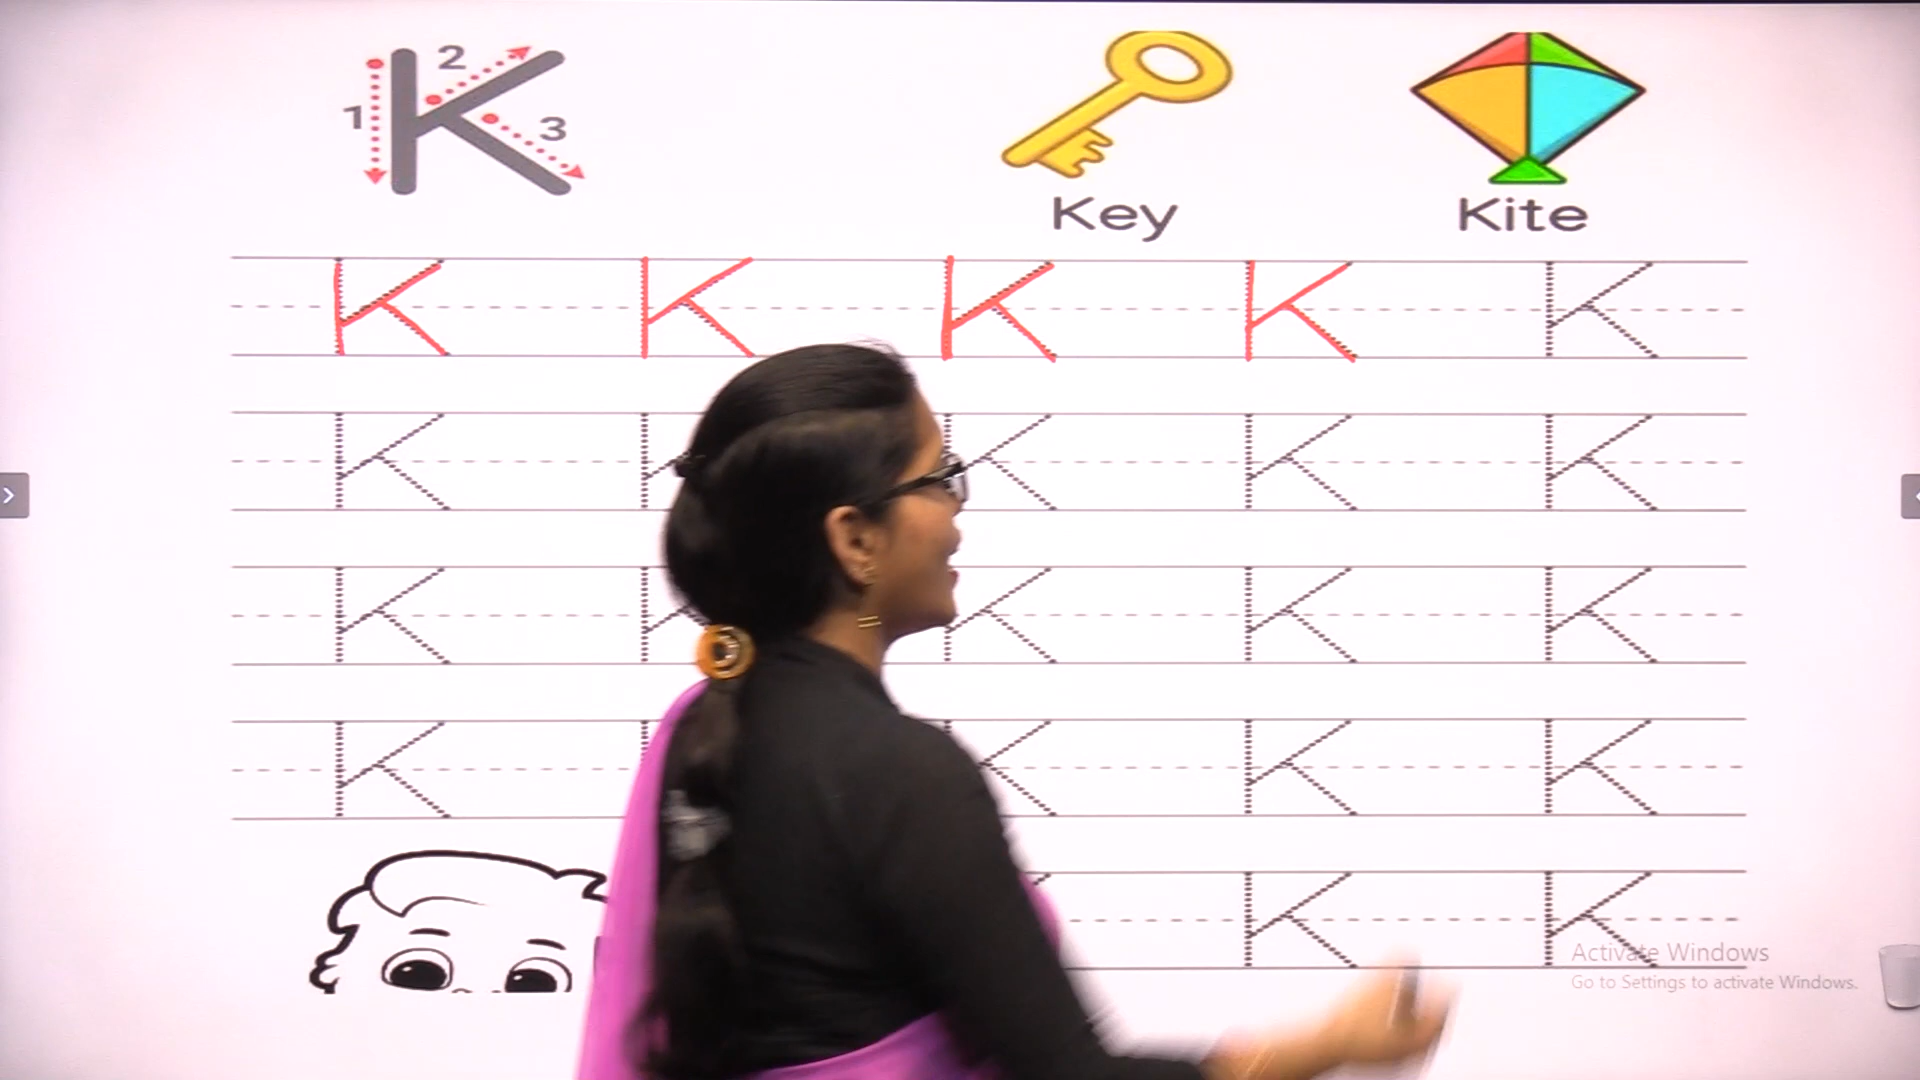 1 2 3 K
Key Kite
K K K K K
K K K K K
K K K K K
K K K K
K K
Activate Windows
Go to Settings to activate Windows.